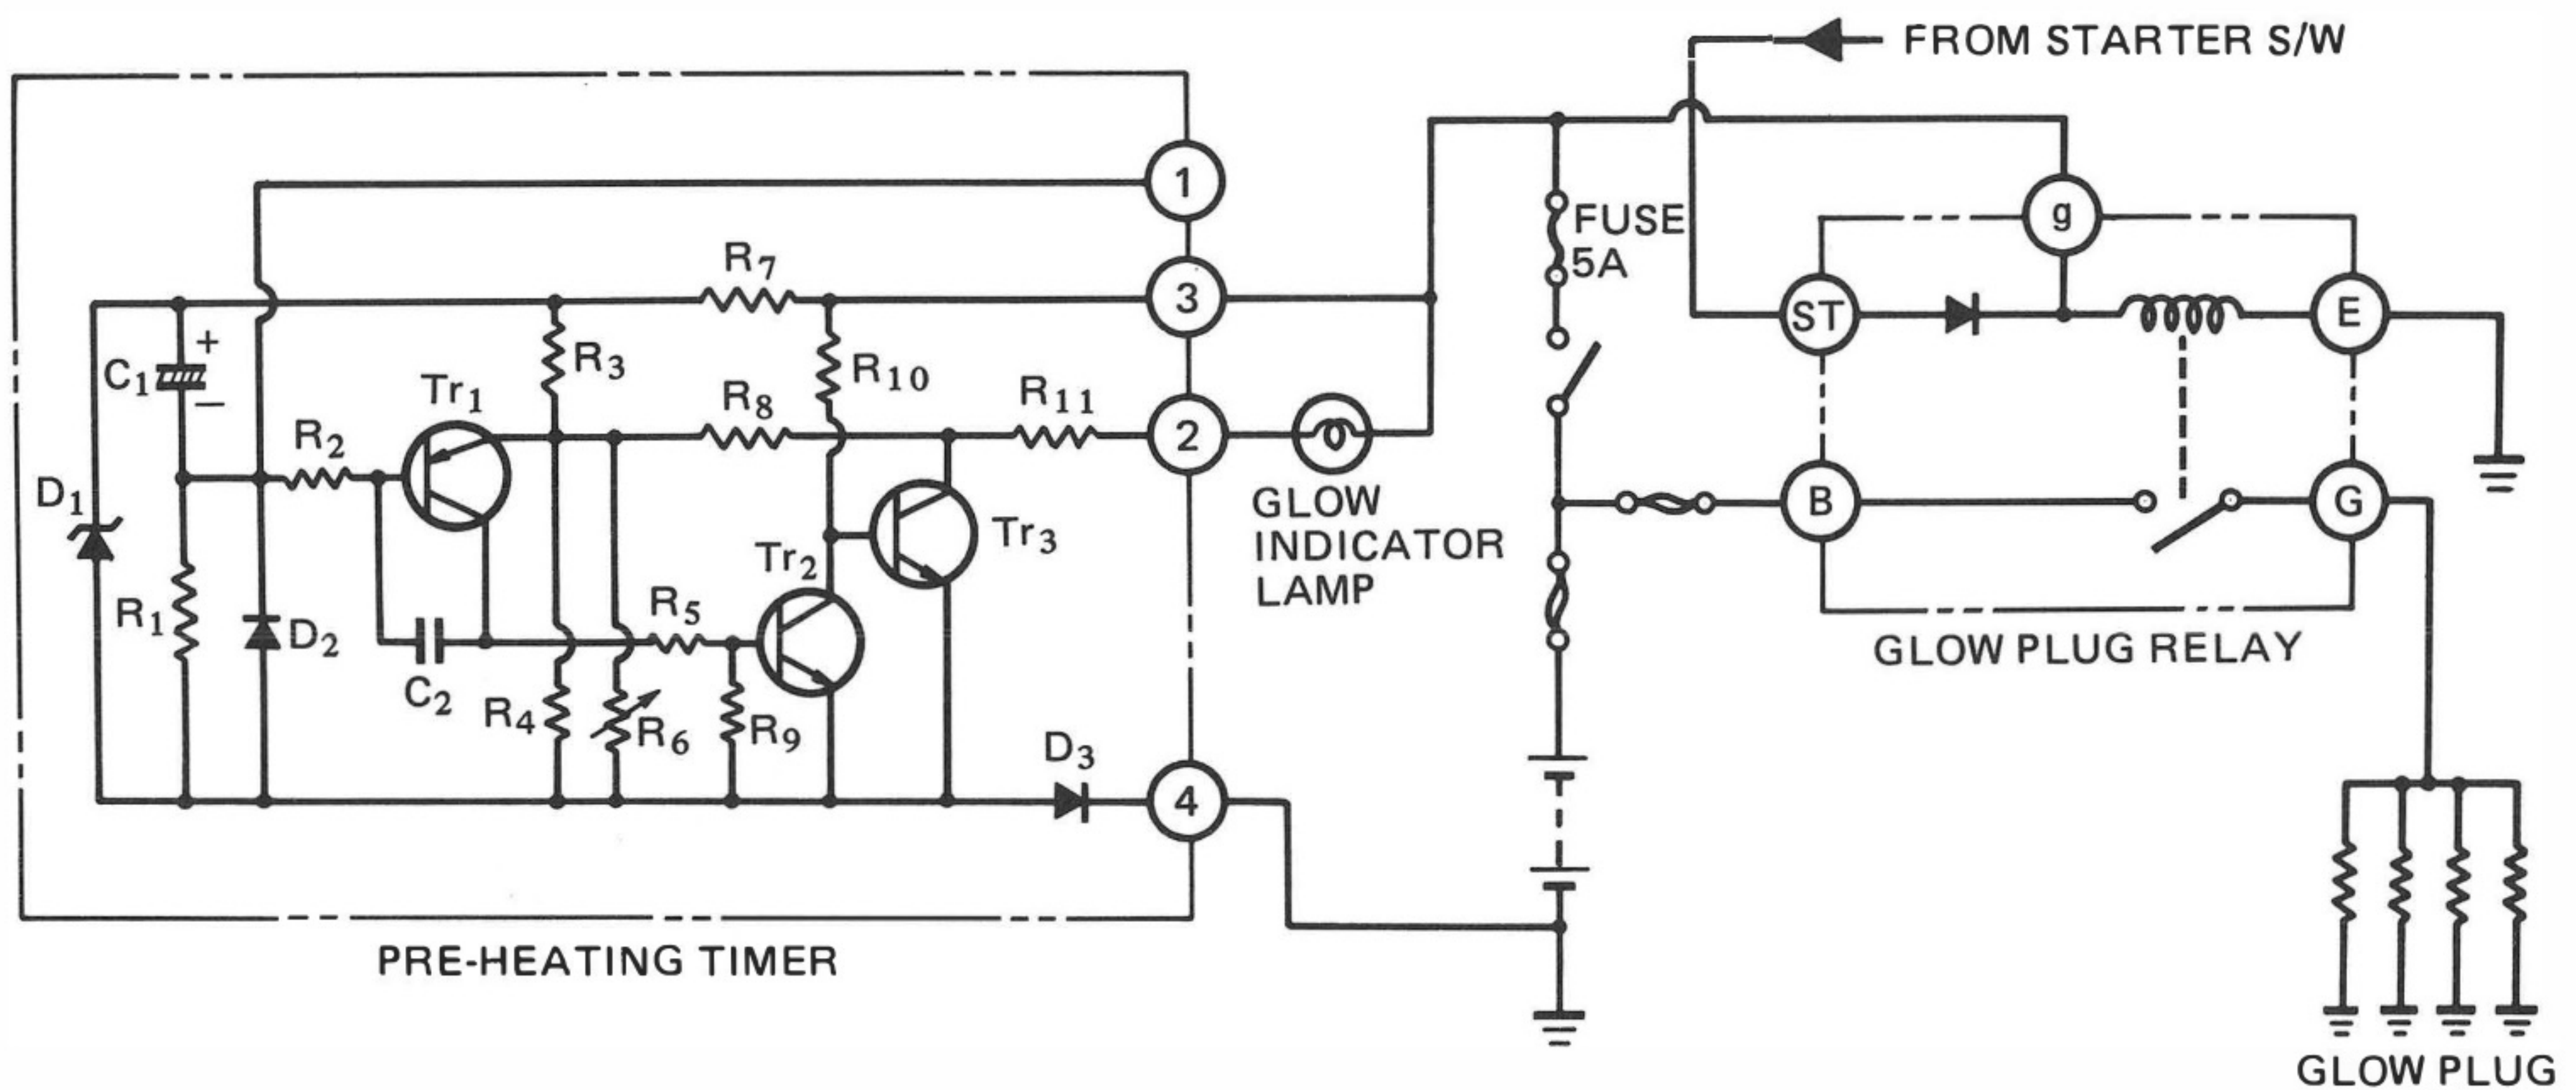 FROM STARTER S/W
1
g
FUSE
5A
R7
3
ST
E
+
C1
−
R3
R10
Tr1
R8
R11
2
R2
D1
GLOW
INDICATOR
LAMP
B
G
Tr3
Tr2
R1
D2
R5
C2
R4
R6
R9
GLOW PLUG RELAY
D3
4
PRE-HEATING TIMER
GLOW PLUG